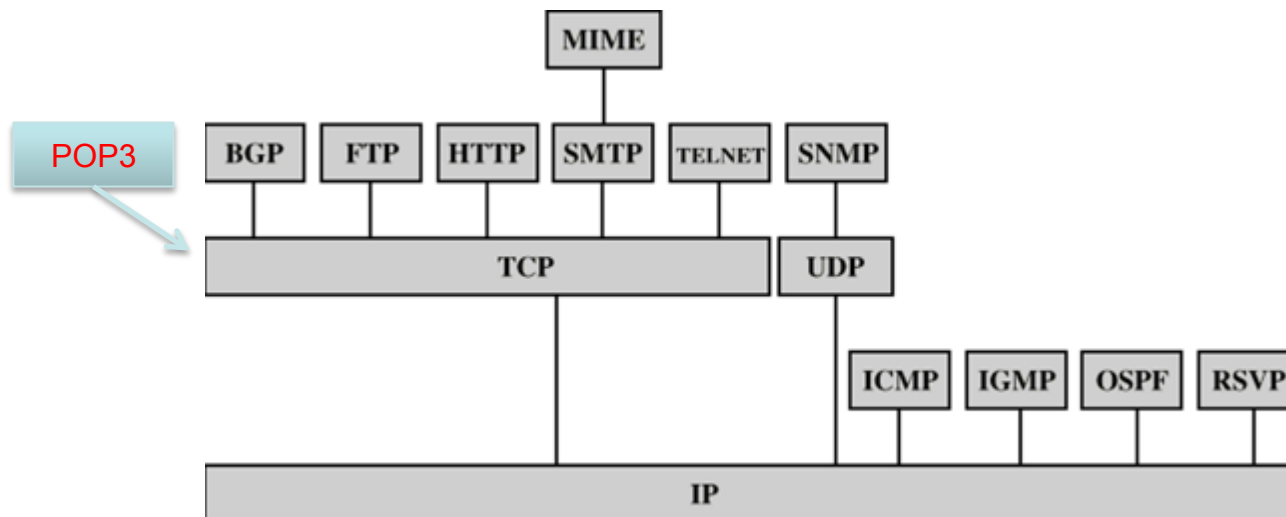 MIME
POP3
BGP FTP HTTP SMTP TELNET SNMP
TCP UDP
ICMP IGMP OSPF RSVP
IP